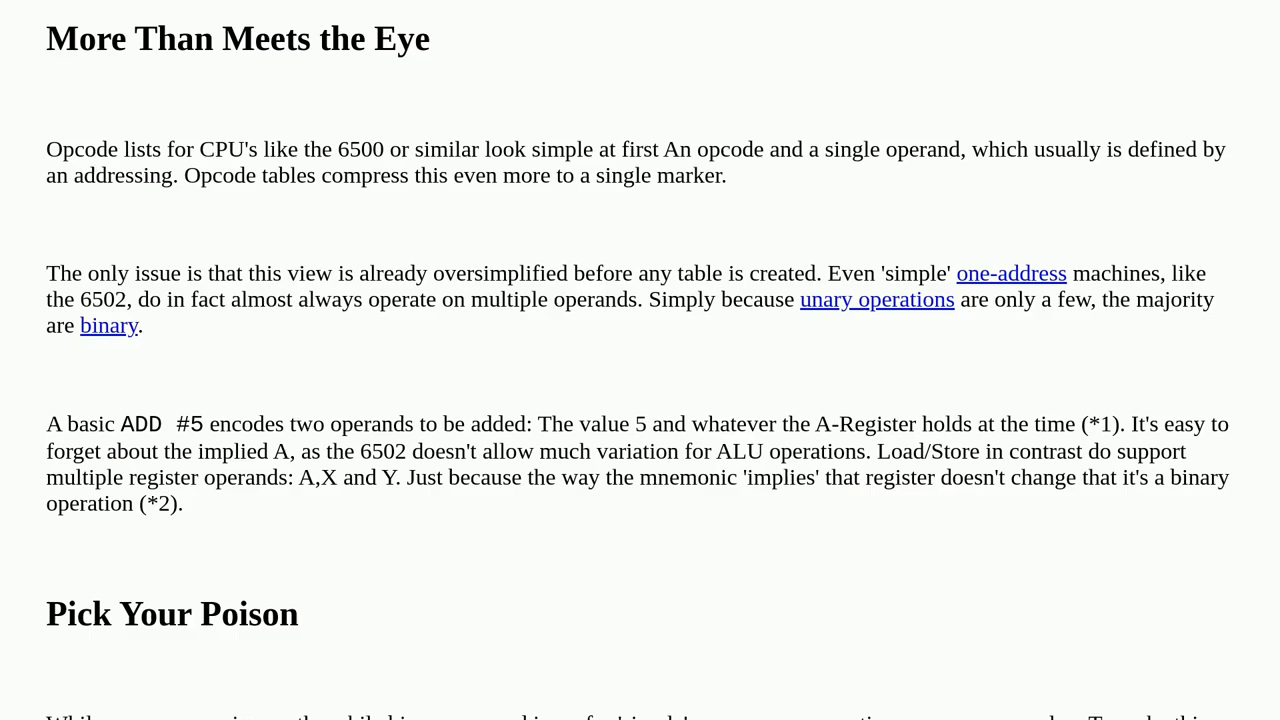 More Than Meets the Eye
Opcode lists for CPU's like the 6500 or similar look simple at first An opcode and a single operand, which usually is defined by
an addressing. Opcode tables compress this even more to a single marker.
The only issue is that this view is already oversimplified before any table is created. Even 'simple' one-address machines, like
the 6502, do in fact almost always operate on multiple operands. Simply because unary operations are only a few, the majority
are binary.
A basic ADD #5 encodes two operands to be added: The value 5 and whatever the A-Register holds at the time (*1). It's easy to
forget about the implied A, as the 6502 doesn't allow much variation for ALU operations. Load/Store in contrast do support
multiple register operands: A,X and Y. Just because the way the mnemonic 'implies' that register doesn't change that it's a binary
operation (*2).
Pick Your Poison